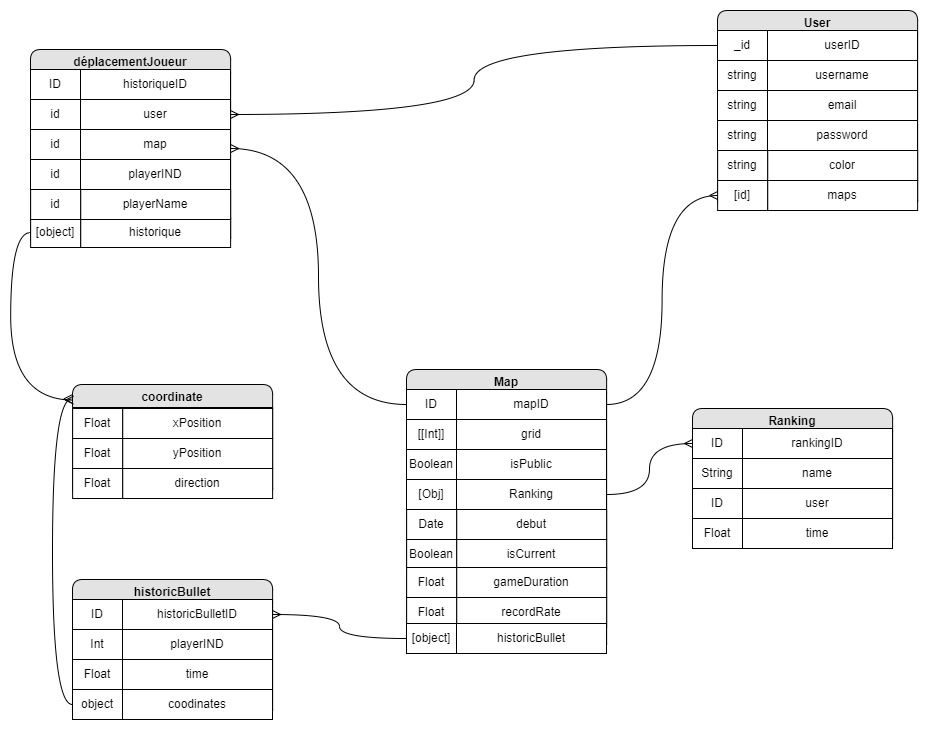 déplacementJoueur
ID historiqueID
id user
id map
id playerIND
id playerName
[object] historique
User
_id userID
string username
string email
string password
string color
[id] maps
coordinate
Float xPosition
Float yPosition
Float direction
Map
ID mapID
[[Int]] grid
Boolean isPublic
[Obj] Ranking
Date debut
Boolean isCurrent
Float gameDuration
Float recordRate
[object] historicBullet
Ranking
ID rankingID
String name
ID user
Float time
historicBullet
ID historicBulletID
Int playerIND
Float time
object coodinates